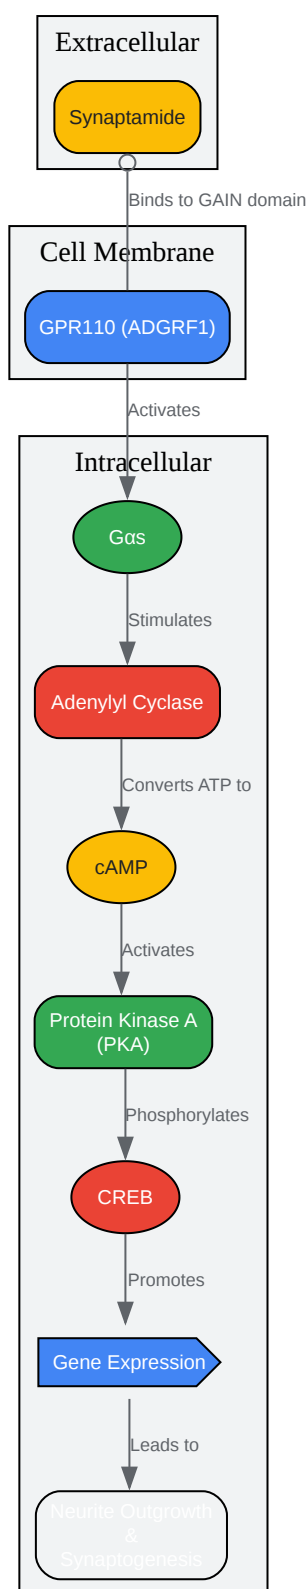 Extracellular
Synaptamide
Binds to GAIN domain
Cell Membrane
GPR110 (ADGRF1)
Activates
Intracellular
Gαs
Stimulates
Adenylyl Cyclase
Converts ATP to
cAMP
Activates
Protein Kinase A
(PKA)
Phosphorylates
CREB
Promotes
Gene Expression
Leads to
Neurite Outgrowth
&
Synaptogenesis